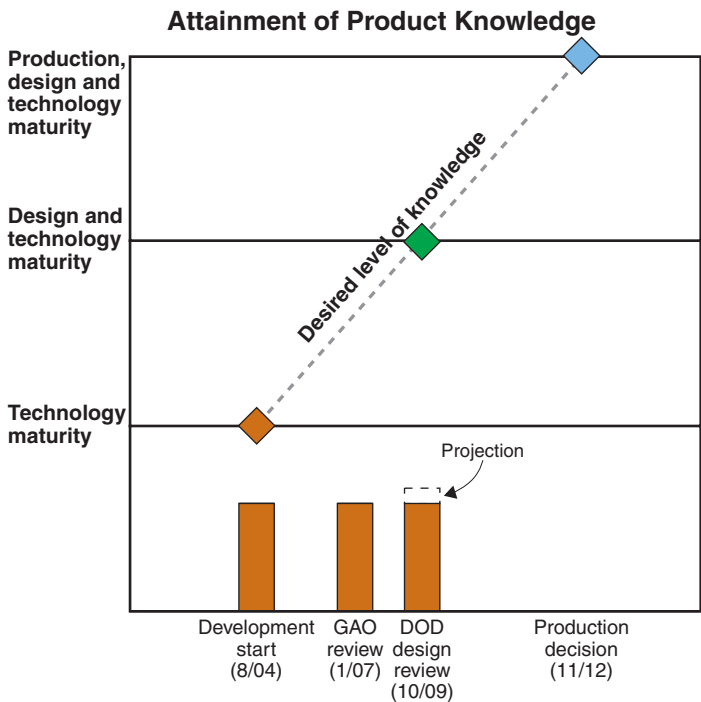 Attainment of Product Knowledge
Production,
design and
technology
maturity
Design and
technology
maturity
Technology
maturity
Desired level of knowledge
Projection
Development
start
(8/04)
GAO
review
(1/07)
DOD
design
review
(10/09)
Production
decision
(11/12)